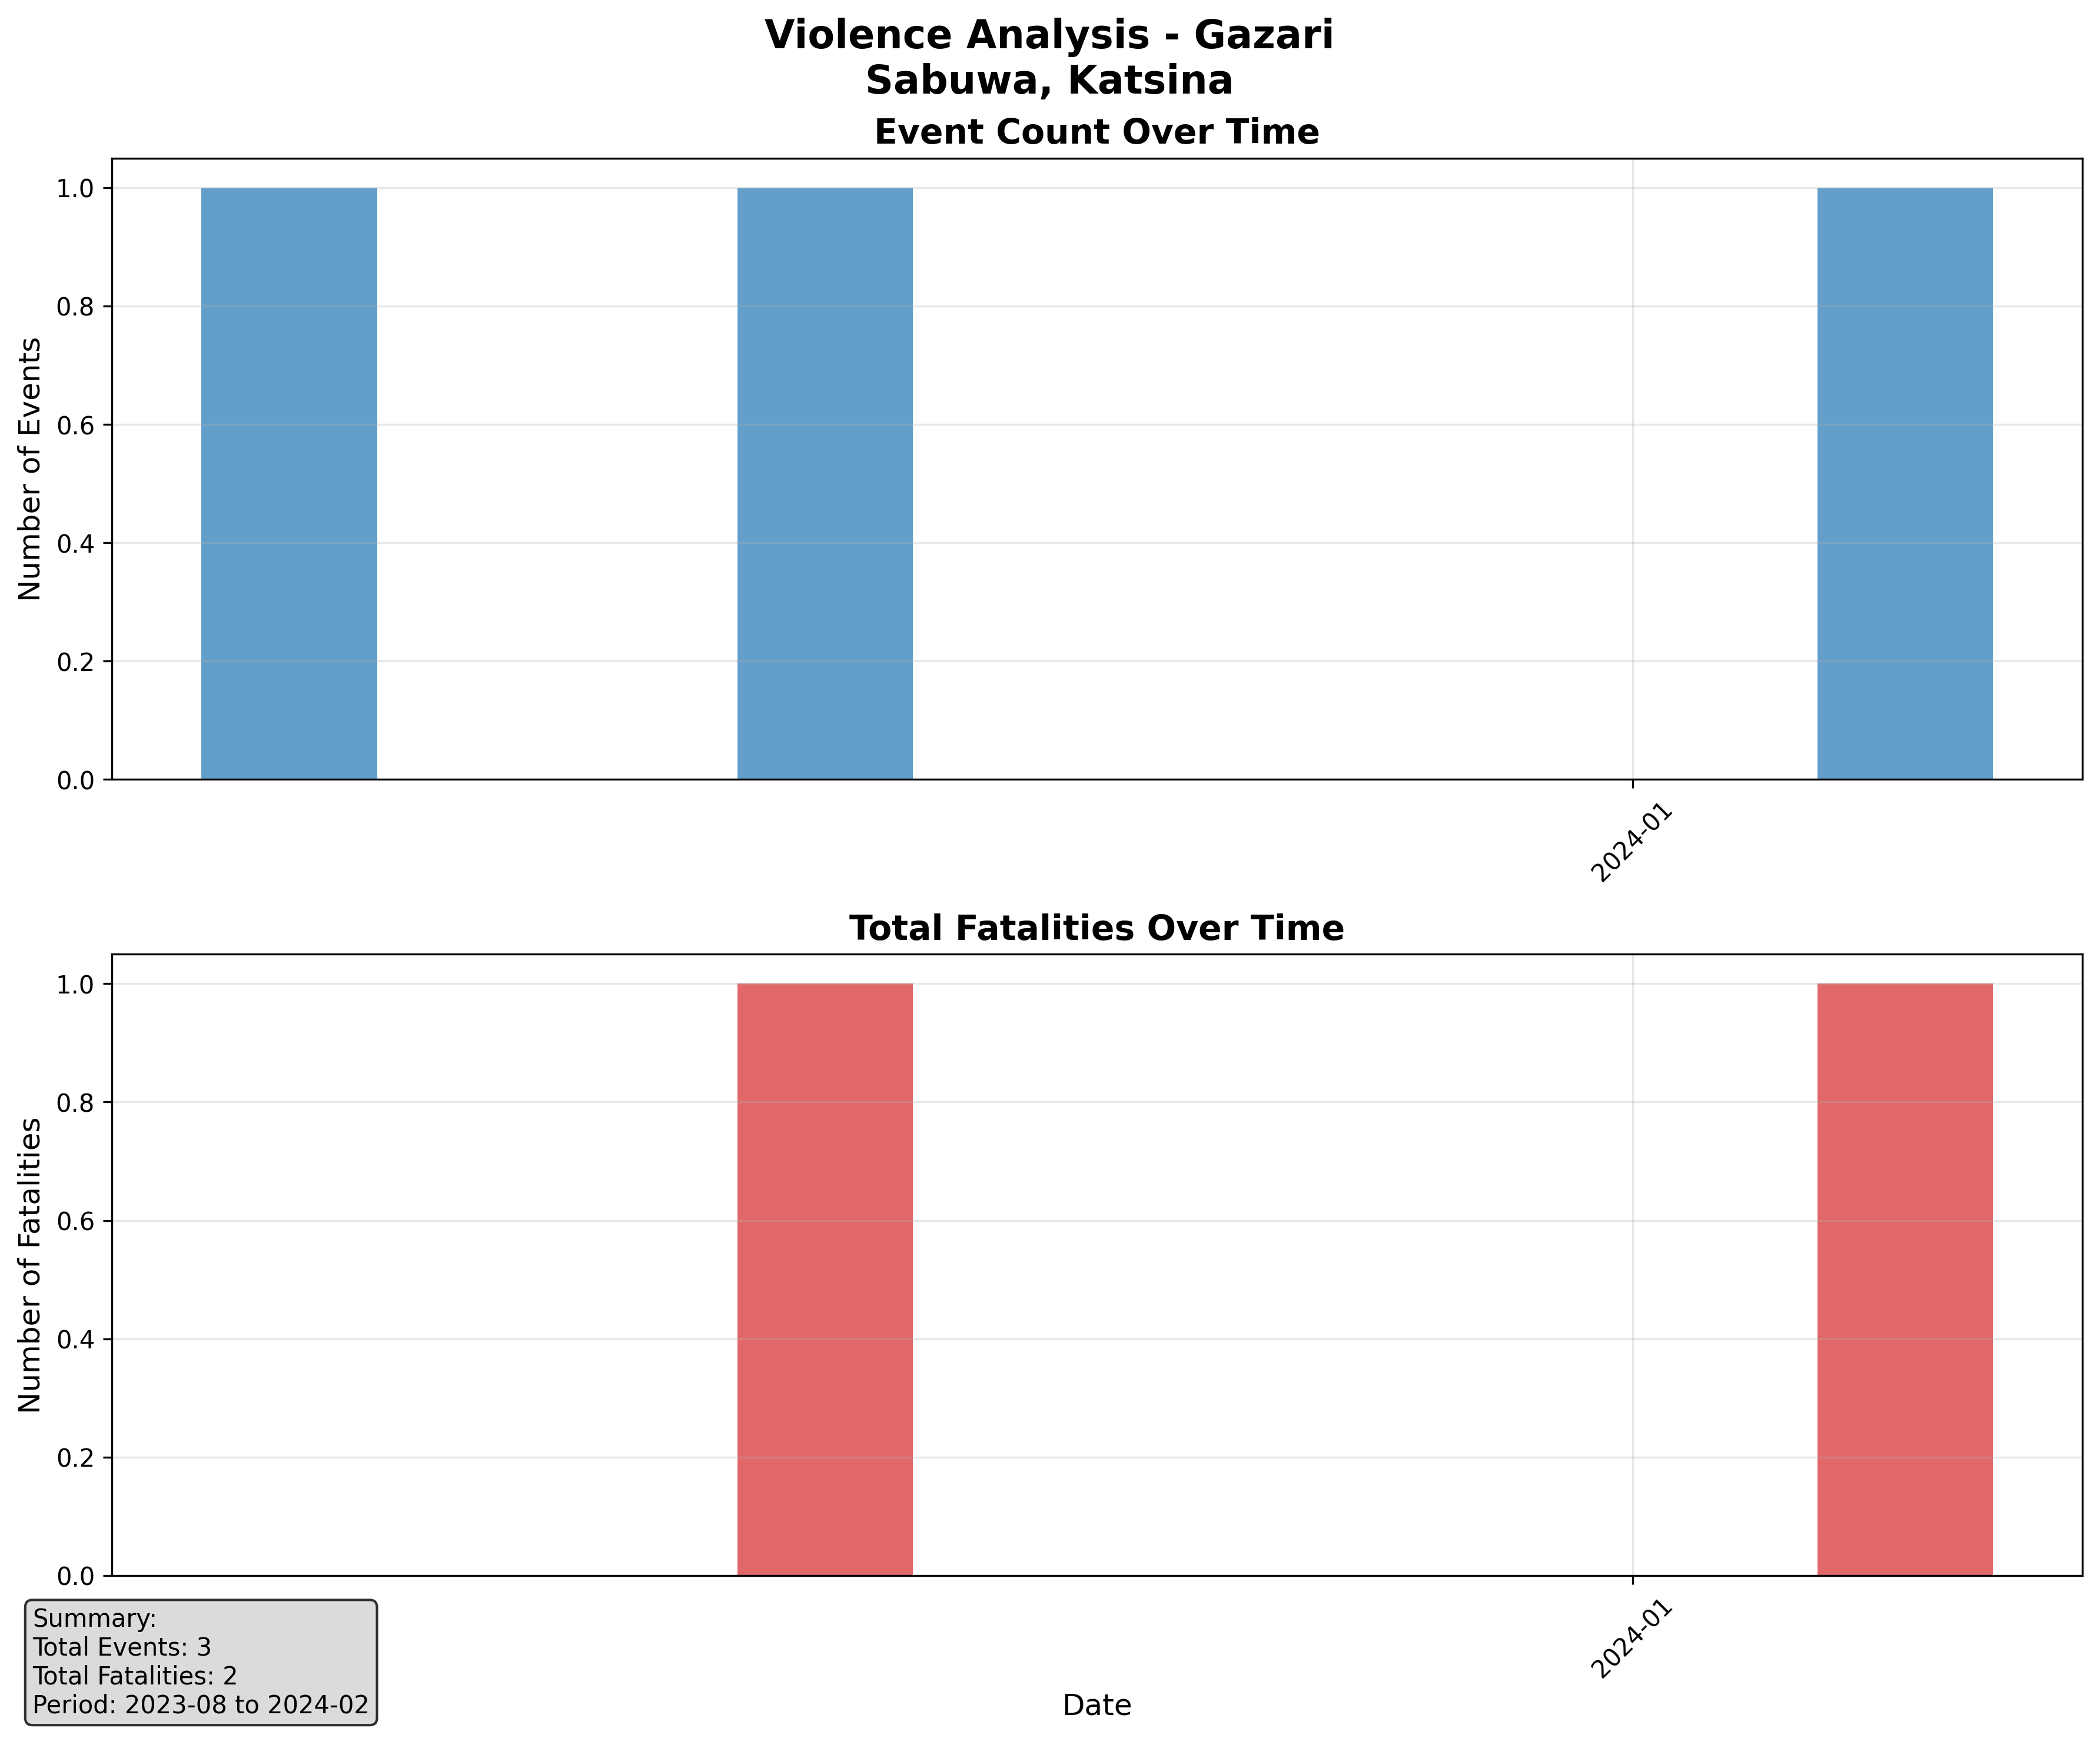 Violence Analysis - Gazari
Sabuwa, Katsina
Event Count Over Time
Number of Events
1.0
0.8
0.6
0.4
0.2
0.0
2024-01
Total Fatalities Over Time
Number of Fatalities
1.0
0.8
0.6
0.4
0.2
0.0
2024-01
Date
Summary:
Total Events: 3
Total Fatalities: 2
Period: 2023-08 to 2024-02